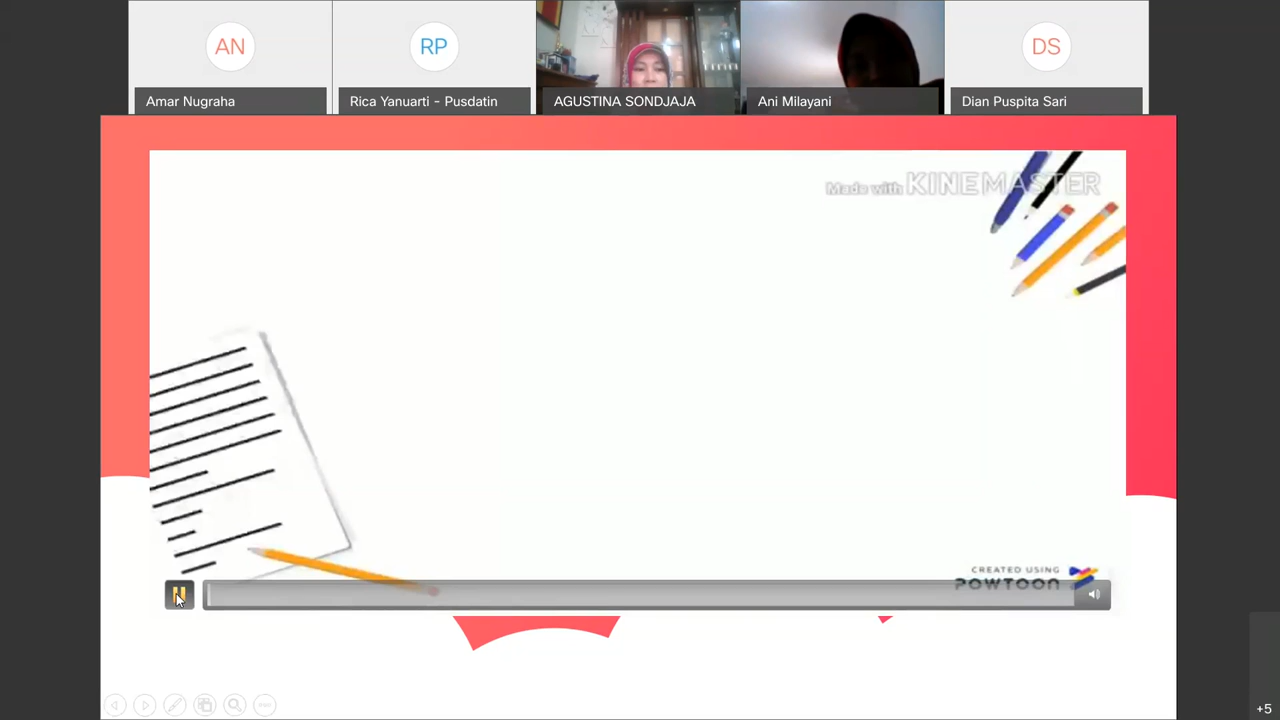 AN
RP
DS
Amar Nugraha
Rica Yanuarti - Pusdatin
AGUSTINA SONDJAJA
Ani Milayani
Dian Puspita Sari
Made with KINEMASTER
CREATED USING
POWTOON
+5